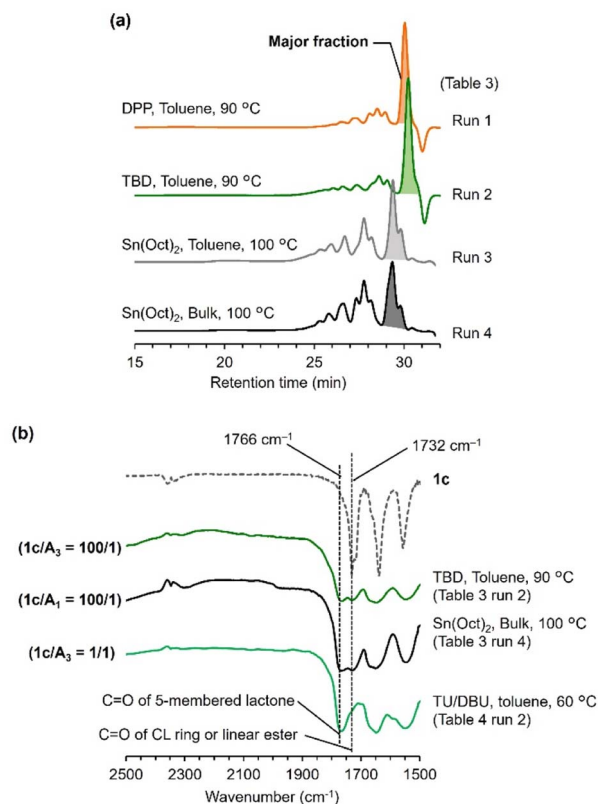 (a)
Major fraction
(Table 3)
DPP, Toluene, 90 °C
Run 1
TBD, Toluene, 90 °C
Run 2
Sn(Oct)₂, Toluene, 100 °C
Run 3
Sn(Oct)₂, Bulk, 100 °C
Run 4
15 20 25 30
Retention time (min)
(b)
1766 cm⁻¹
1732 cm⁻¹
1c
(1c/A₃ = 100/1)
TBD, Toluene, 90 °C
(Table 3 run 2)
(1c/A₁ = 100/1)
Sn(Oct)₂, Bulk, 100 °C
(Table 3 run 4)
(1c/A₃ = 1/1)
TU/DBU, toluene, 60 °C
(Table 4 run 2)
C=O of 5-membered lactone
C=O of CL ring or linear ester
2500 2300 2100 1900 1700 1500
Wavenumber (cm⁻¹)